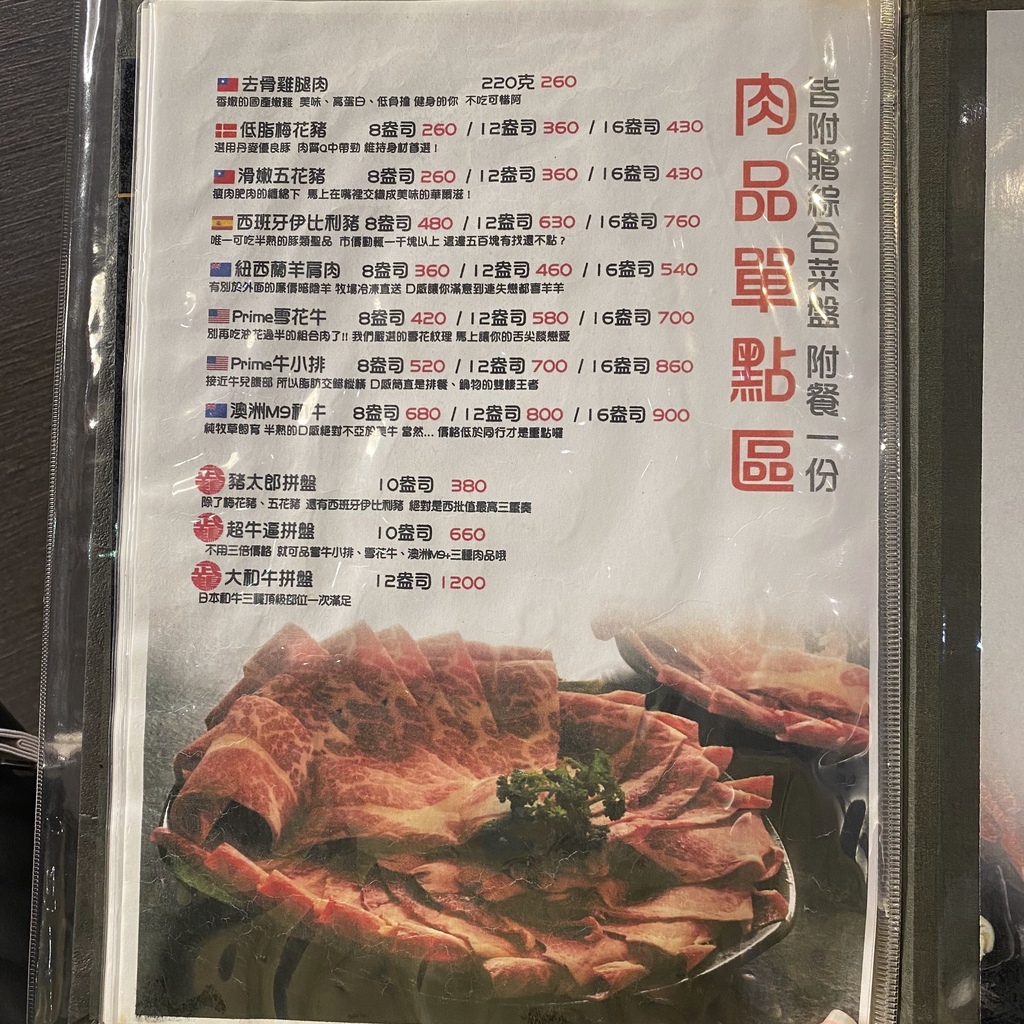 肉品單點區
皆附贈綜合菜盤 附餐一份
去骨雞腿肉 220克 260
香嫩的國產嫩雞 美味、高蛋白、低負擔 健身的你 不吃可惜阿
低脂梅花豬 8盎司 260 / 12盎司 360 / 16盎司 430
選用丹麥優良豚 肉質Q中帶勁 維持身材首選！
滑嫩五花豬 8盎司 260 / 12盎司 360 / 16盎司 430
瘦肉肥肉的纏綿下 馬上在嘴裡交織成美味的華爾滋！
西班牙伊比利豬 8盎司 480 / 12盎司 630 / 16盎司 760
唯一可吃半熟的豚類聖品 市價動輒一千塊以上 這邊五百塊有找還不點？
紐西蘭羊肩肉 8盎司 360 / 12盎司 460 / 16盎司 540
有別於外面的廉價暗陰羊 牧場冷凍直送 口感讓你滿意到連失戀都喜羊羊
Prime雪花牛 8盎司 420 / 12盎司 580 / 16盎司 700
別再吃油花過半的組合肉了!! 我們嚴選的雪花紋理 馬上讓你的舌尖談戀愛
Prime牛小排 8盎司 520 / 12盎司 700 / 16盎司 860
接近牛兒腹部 所以脂肪交錯縱橫 口感簡直是排餐、鍋物的雙棲王者
澳洲M9和牛 8盎司 680 / 12盎司 800 / 16盎司 900
純牧草飼育 半熟的口感絕對不亞於 牛 當然... 價格低於同行才是重點囉
豬太郎拼盤 10盎司 380
除了梅花豬、五花豬 還有西班牙伊比利豬 絕對是西批值最高三重奏
超牛逼拼盤 10盎司 660
不用三倍價格 就可品嘗牛小排、雪花牛、澳洲M9+三種肉品哦
大和牛拼盤 12盎司 1200
日本和牛三種頂級部位一次滿足